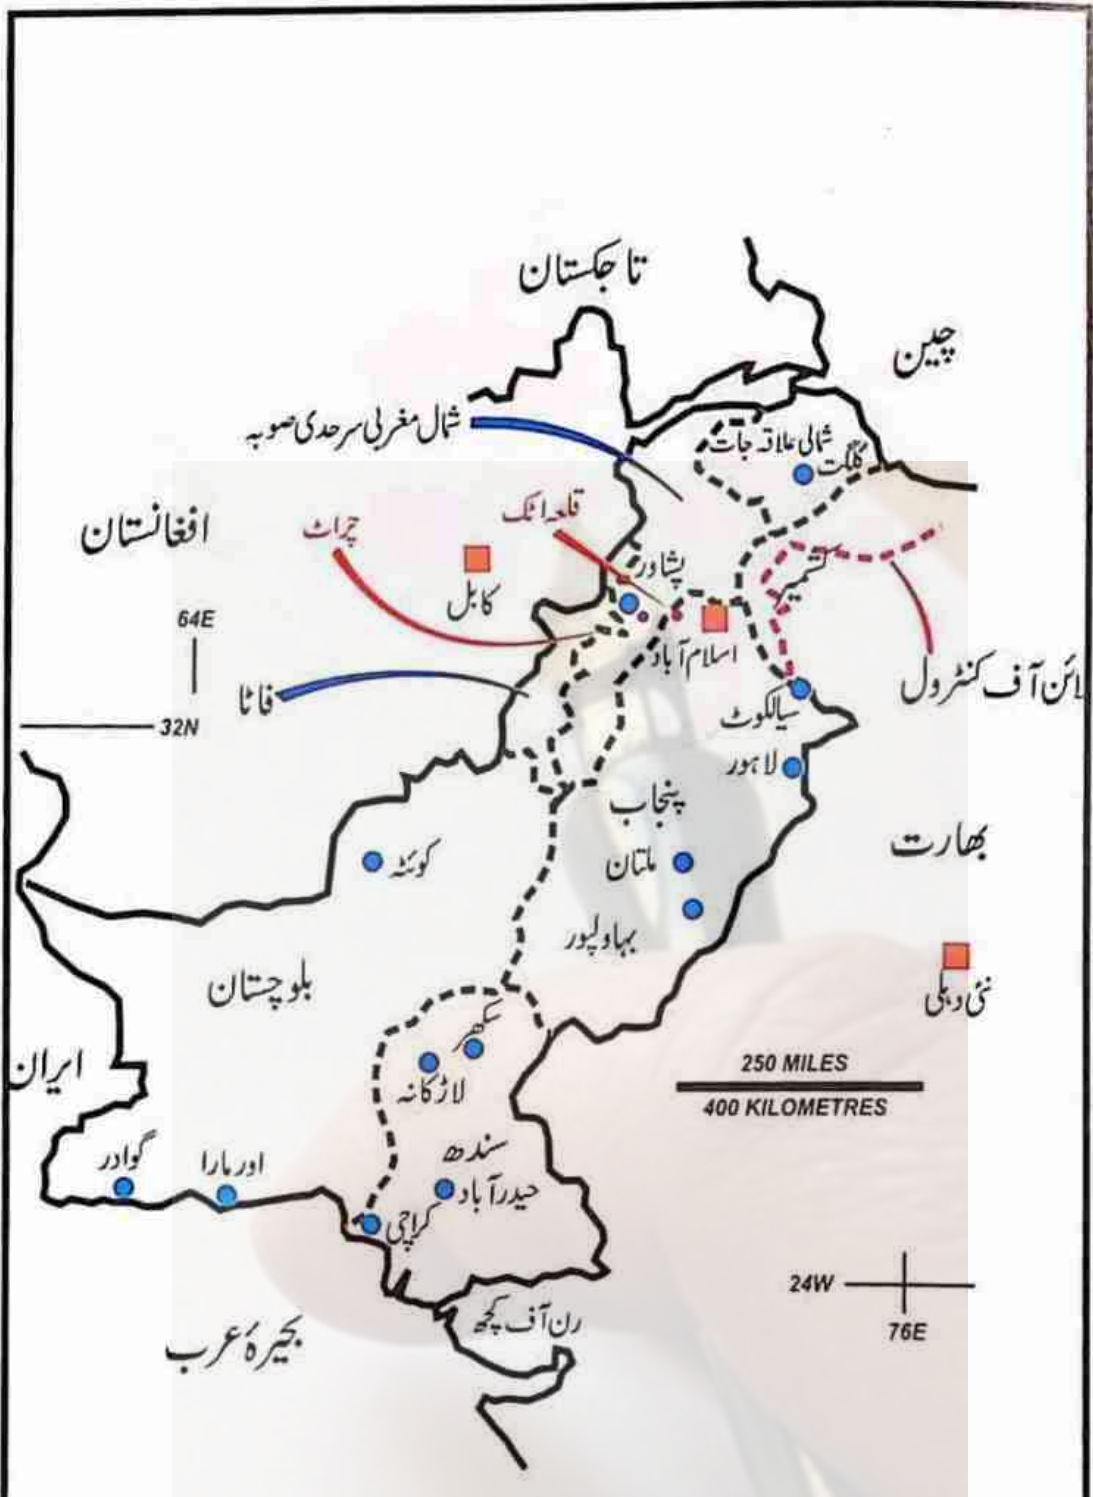 تاجکستان
چین
شمال مغربی سرحدی صوبہ
شمالی علاقہ جات
گلگت
افغانستان
چراٹ
قلعہ اٹک
کابل
پشاور
کشمیر
64E
اسلام آباد
لائن آف کنٹرول
فاٹا
32N
سیالکوٹ
لاہور
پنجاب
بھارت
کوئٹہ
ملتان
بہاولپور
بلوچستان
نئی دہلی
سکھر
ایران
لاڑکانہ
250 MILES
400 KILOMETRES
گوادر
اورمارا
سندھ
حیدرآباد
کراچی
24W
76E
رن آف کچھ
بحیرۂ عرب